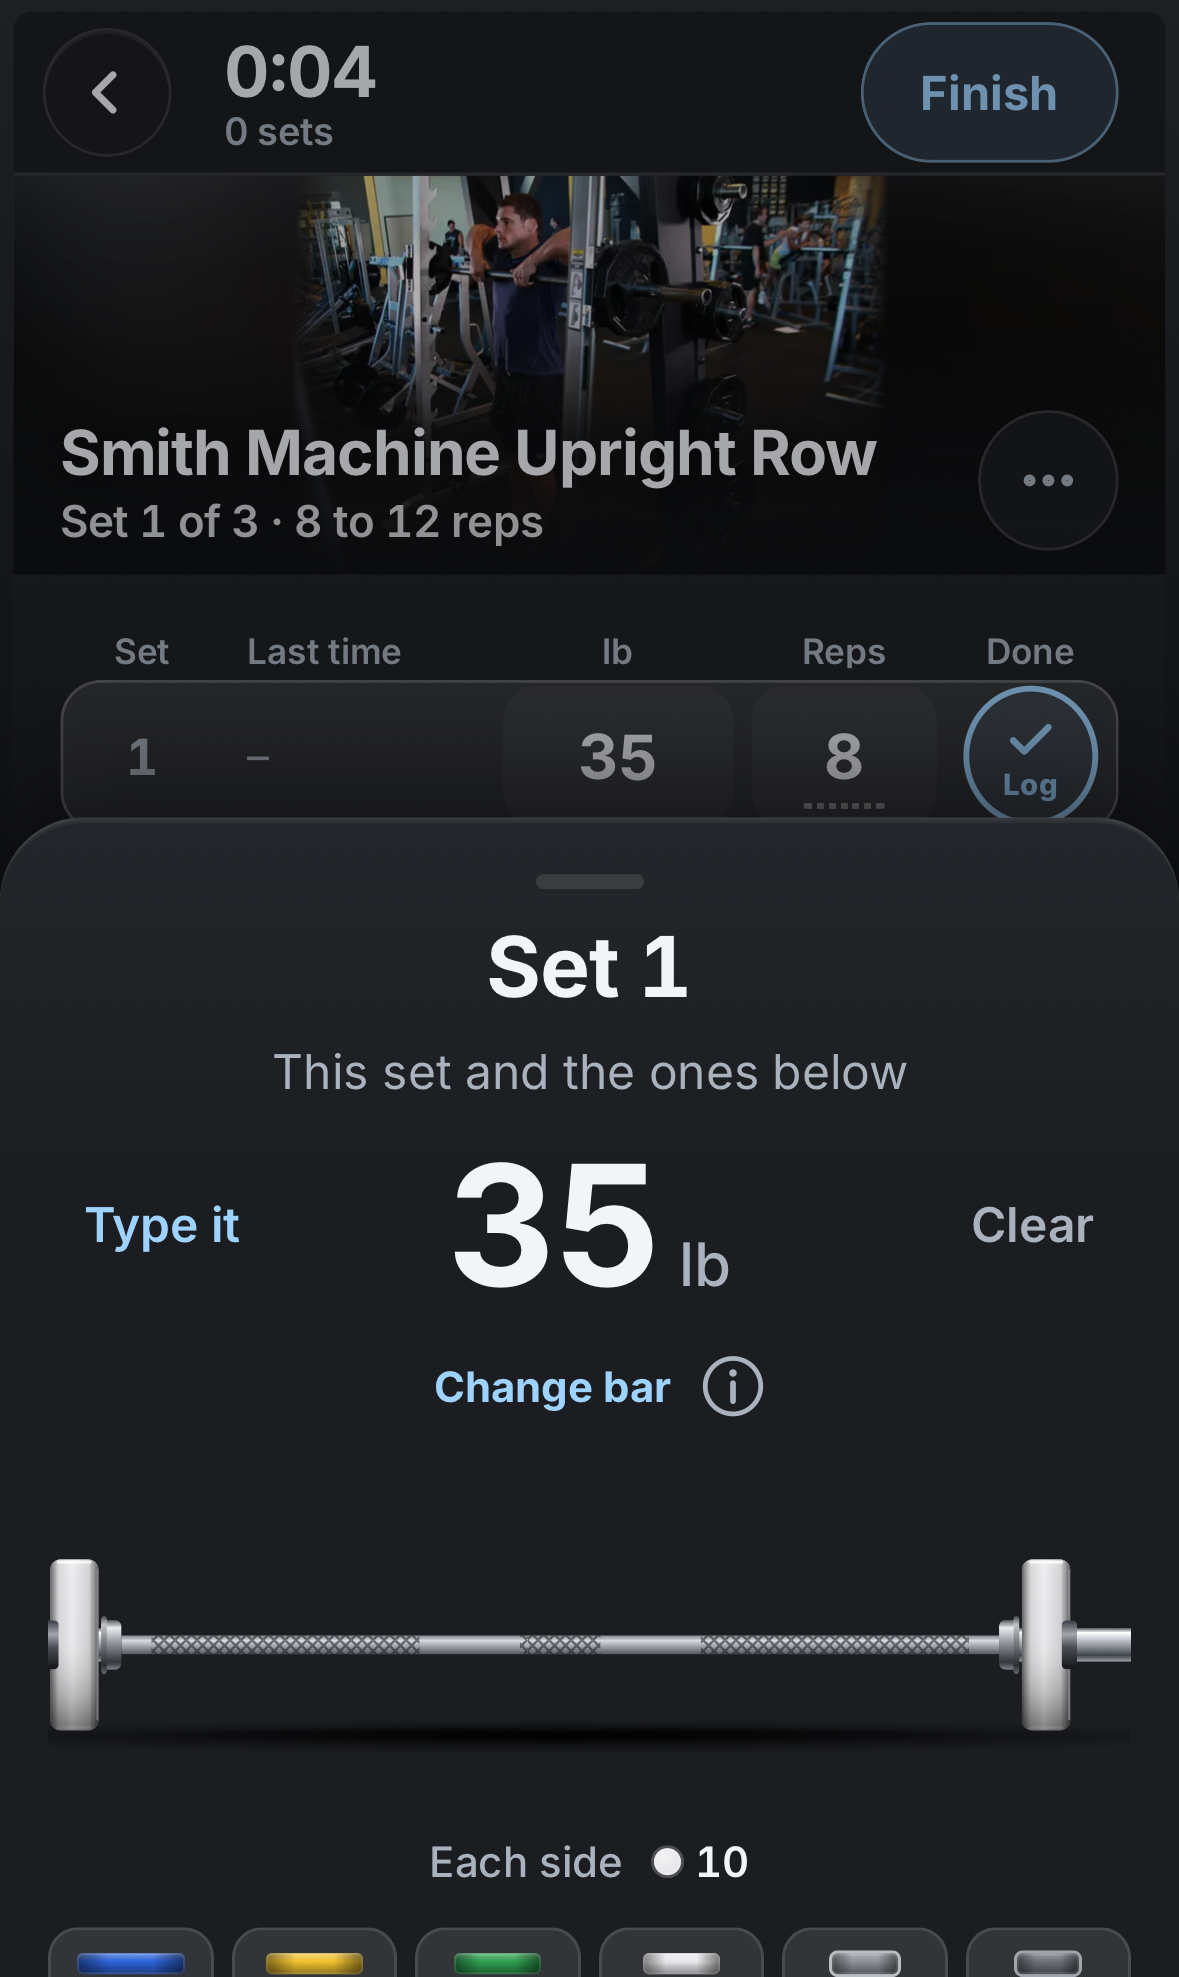 0:04
0 sets
Finish
Smith Machine Upright Row
Set 1 of 3 · 8 to 12 reps
Set Last time lb Reps Done
1 – 35 8 Log
Set 1
This set and the ones below
Type it 35 lb Clear
Change bar
Each side 10